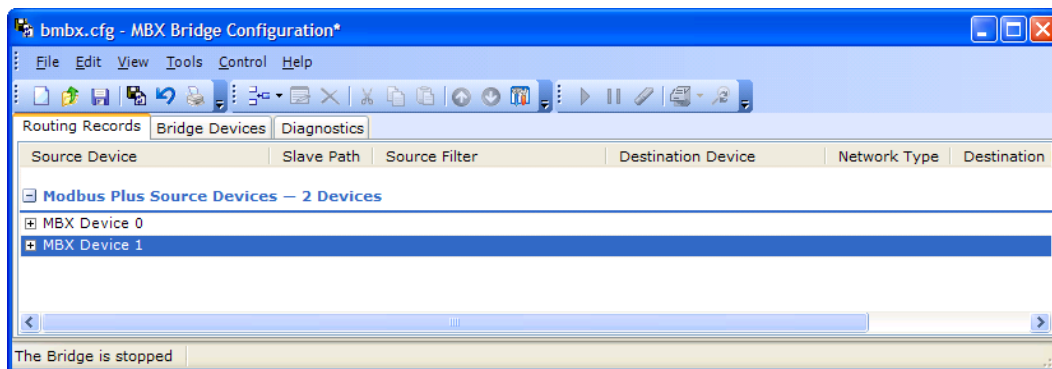 bmbx.cfg - MBX Bridge Configuration*
File Edit View Tools Control Help
Routing Records Bridge Devices Diagnostics
Source Device Slave Path Source Filter Destination Device Network Type Destination
Modbus Plus Source Devices — 2 Devices
MBX Device 0
MBX Device 1
The Bridge is stopped